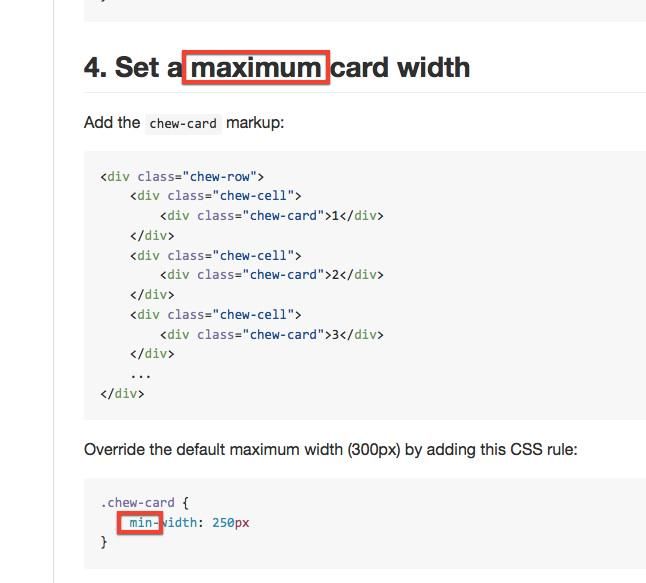 4. Set a maximum card width
Add the chew-card markup:
<div class="chew-row">
    <div class="chew-cell">
        <div class="chew-card">1</div>
    </div>
    <div class="chew-cell">
        <div class="chew-card">2</div>
    </div>
    <div class="chew-cell">
        <div class="chew-card">3</div>
    </div>
    ...
</div>
Override the default maximum width (300px) by adding this CSS rule:
.chew-card {
    min-width: 250px
}